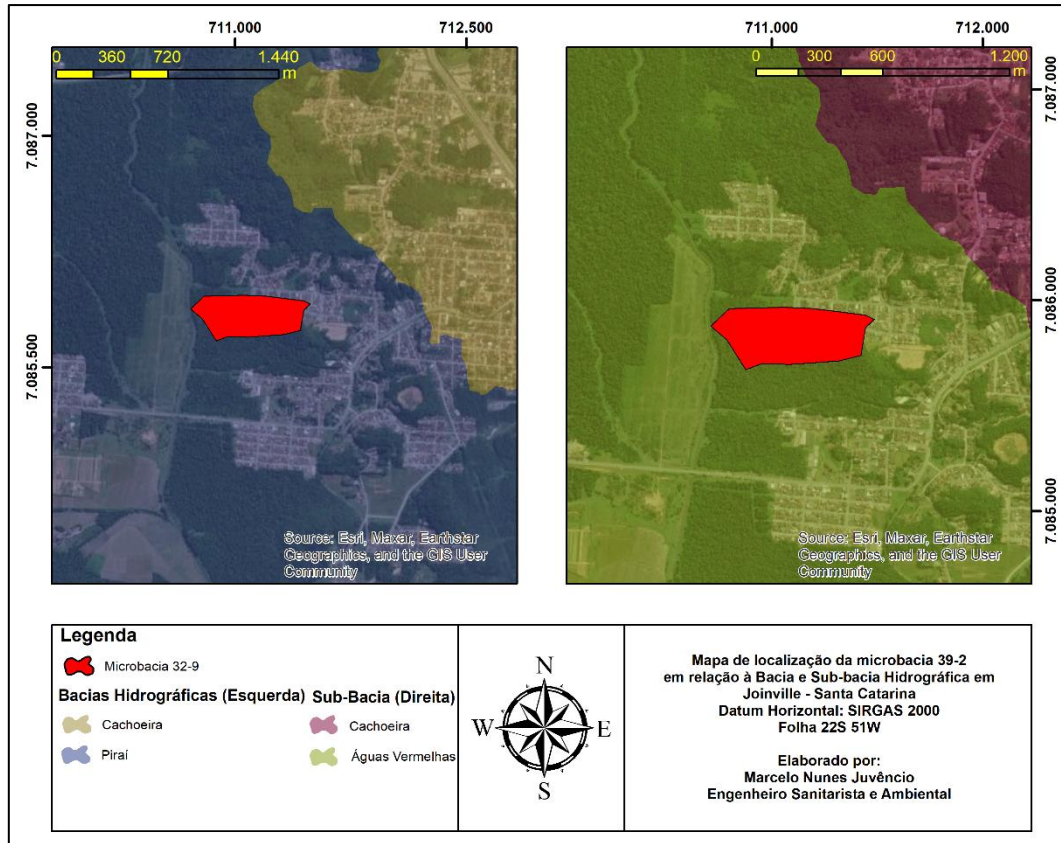 711.000
712.500
0 360 720 1.440
m
7.087.000
7.085.500
Source: Esri, Maxar, Earthstar
Geographics, and the GIS User
Community
711.000
712.000
0 300 600 1.200
m
7.087.000
7.086.000
7.085.000
Source: Esri, Maxar, Earthstar
Geographics, and the GIS User
Community
Legenda
Microbacia 32-9
Bacias Hidrográficas (Esquerda)
Cachoeira
Piraí
Sub-Bacia (Direita)
Cachoeira
Águas Vermelhas
N
W E
S
Mapa de localização da microbacia 39-2
em relação à Bacia e Sub-bacia Hidrográfica em
Joinville - Santa Catarina
Datum Horizontal: SIRGAS 2000
Folha 22S 51W
Elaborado por:
Marcelo Nunes Juvêncio
Engenheiro Sanitarista e Ambiental